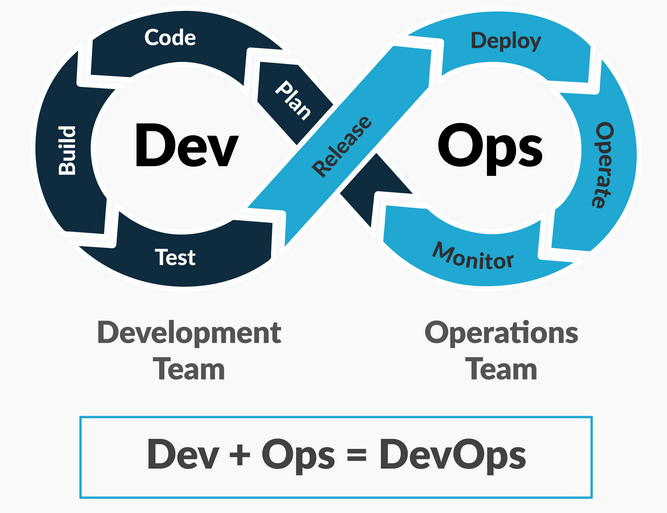 Code
Plan
Build
Dev
Test
Release
Deploy
Ops
Operate
Monitor
Development
Team
Operations
Team
Dev + Ops = DevOps